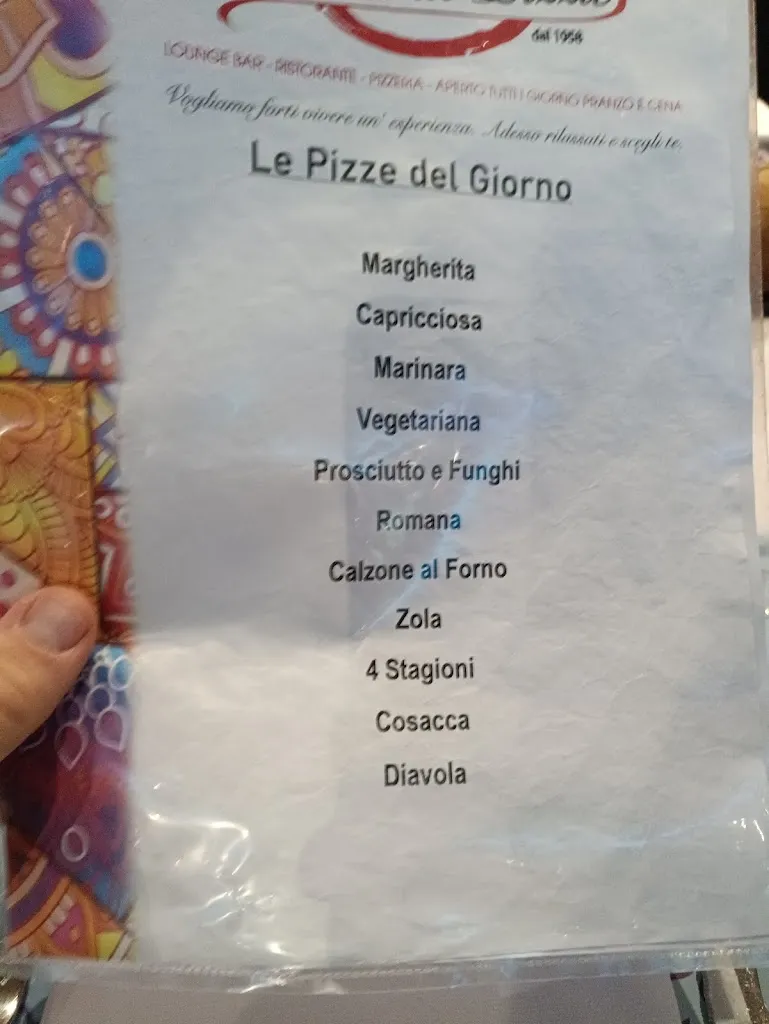 dal 1958
LOUNGE BAR - RISTORANTE - PIZZERIA - APERTO TUTTI I GIORNO PRANZO E CENA
Vogliamo farti vivere un' esperienza. Adesso rilassati e scegli te.
Le Pizze del Giorno
Margherita
Capricciosa
Marinara
Vegetariana
Prosciutto e Funghi
Romana
Calzone al Forno
Zola
4 Stagioni
Cosacca
Diavola